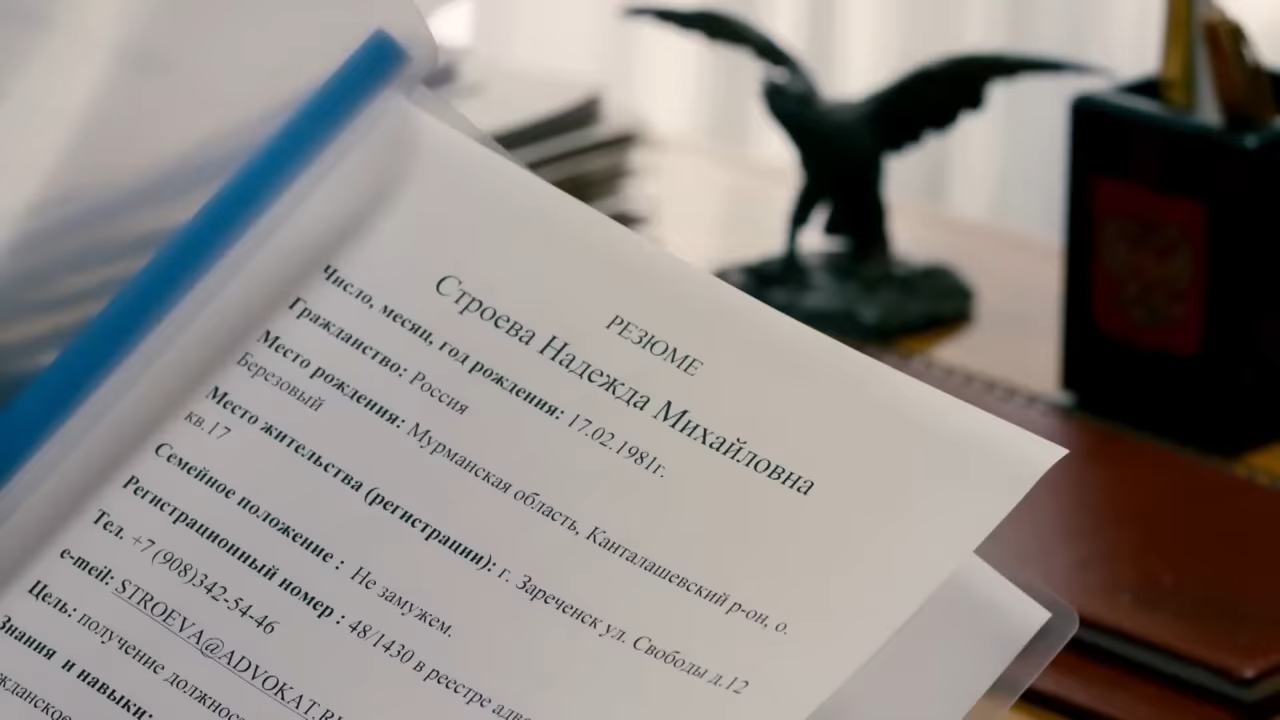 РЕЗЮМЕ
Строева Надежда Михайловна
Число, месяц, год рождения: 17.02.1981г.
Гражданство: Россия
Место рождения: Мурманская область, Канталашевский р-он, о.
Березовый
Место жительства (регистрации): г. Зареченск ул. Свободы д.12
кв.17
Семейное положение : Не замужем.
Регистрационный номер : 48/1430 в реестре
Тел. +7 (908)342-54-46
e-meil: STROEVA@ADVOKAT.RU
Цель: получение
Знания и навыки: